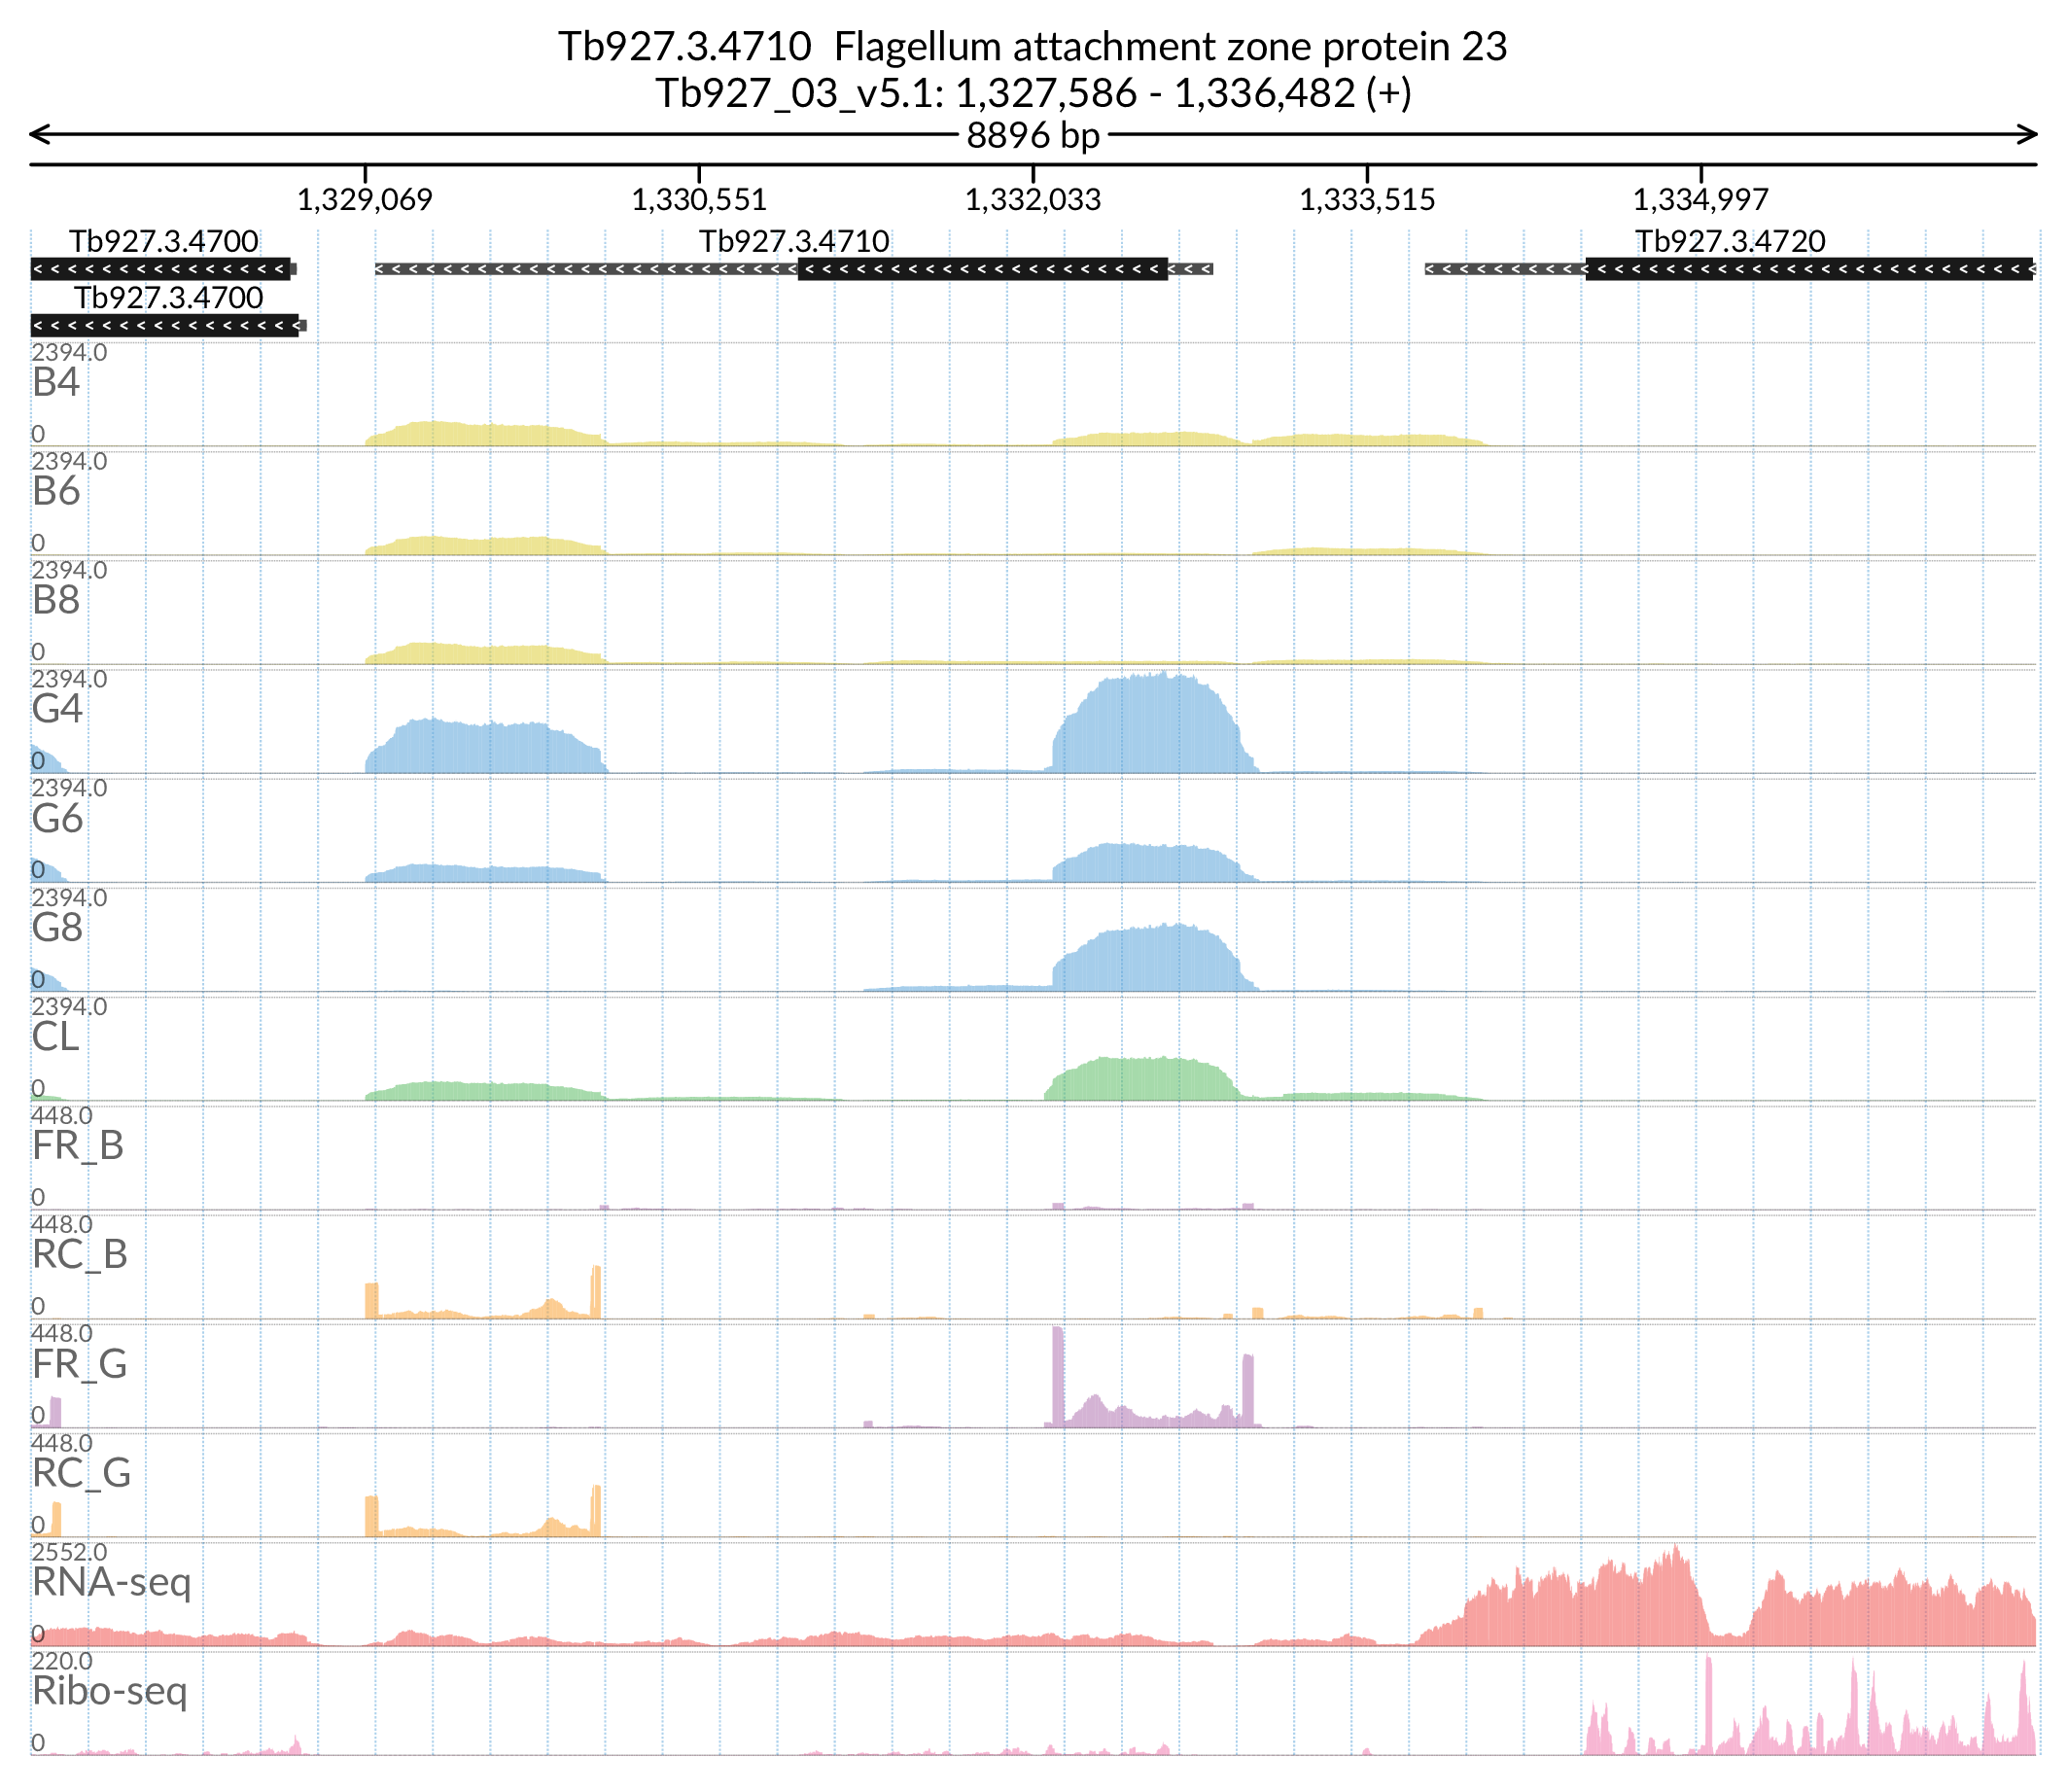 Tb927.3.4710 Flagellum attachment zone protein 23
Tb927_03_v5.1: 1,327,586 - 1,336,482 (+)
8896 bp
1,329,069 1,330,551 1,332,033 1,333,515 1,334,997
Tb927.3.4700 Tb927.3.4710 Tb927.3.4720
Tb927.3.4700
2394.0
B4
0
2394.0
B6
0
2394.0
B8
0
2394.0
G4
0
2394.0
G6
0
2394.0
G8
0
2394.0
CL
0
448.0
FR_B
0
448.0
RC_B
0
448.0
FR_G
0
448.0
RC_G
0
2552.0
RNA-seq
0
220.0
Ribo-seq
0